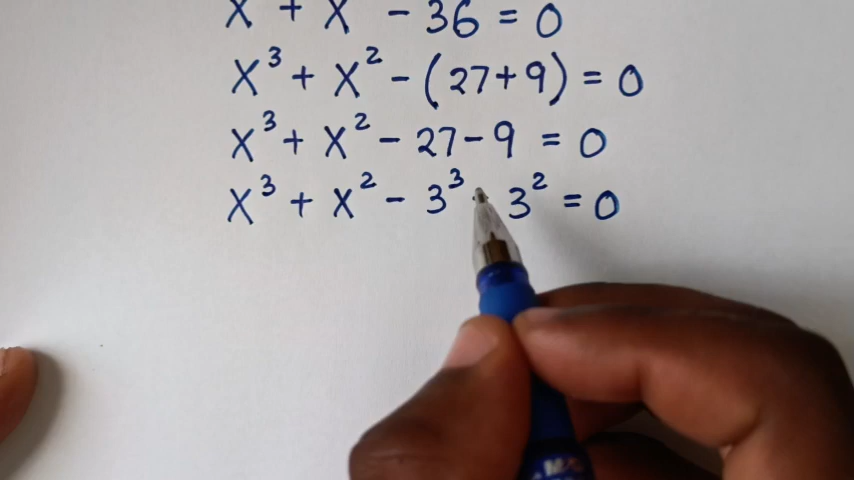 x + x - 36 = 0
x³ + x² - (27+9) = 0
x³ + x² - 27 - 9 = 0
x³ + x² - 3³ 3² = 0